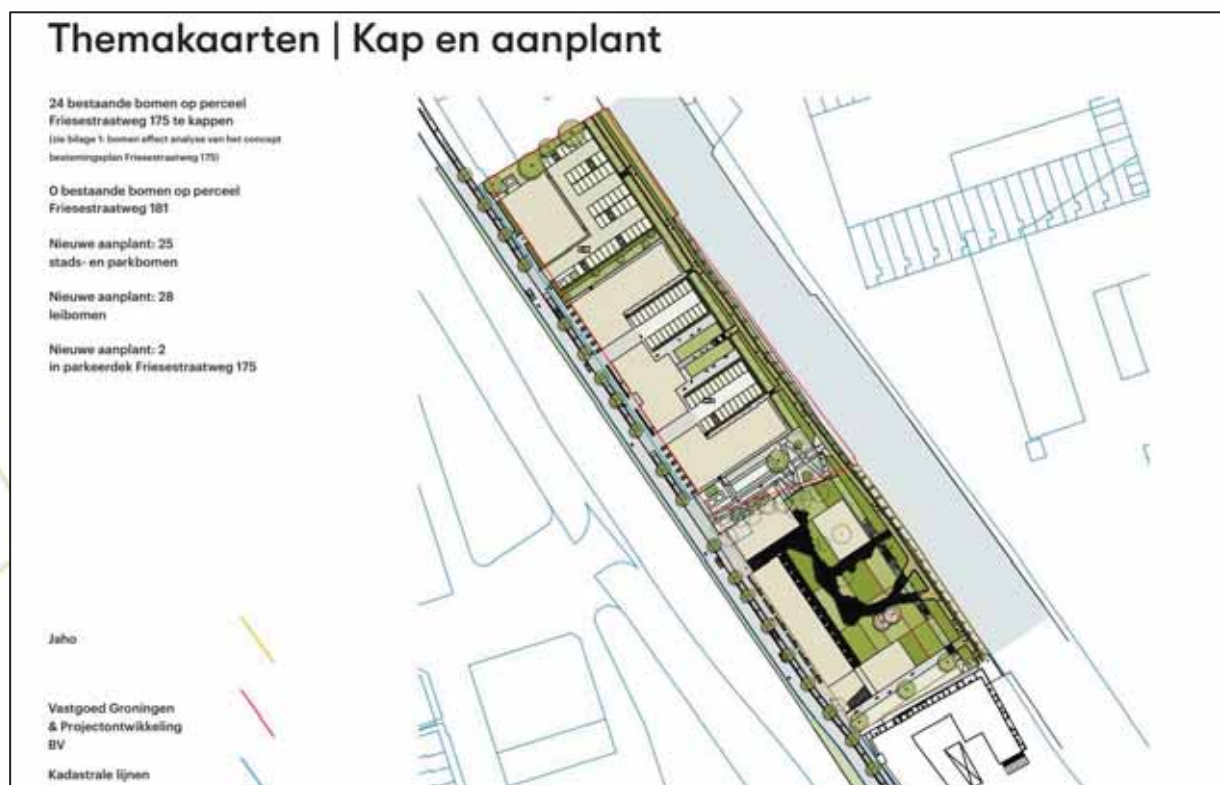 Themakaarten | Kap en aanplant
24 bestaande bomen op perceel
Friesestraatweg 175 te kappen
(zie bilage 1: bomen effect analyse van het concept
bestemingsplan Friesestraatweg 175)
0 bestaande bomen op perceel
Friesestraatweg 181
Nieuwe aanplant: 25
stads- en parkbomen
Nieuwe aanplant: 28
leibomen
Nieuwe aanplant: 2
in parkeerdek Friesestraatweg 175
Jaho
Vastgoed Groningen
& Projectontwikkeling
BV
Kadastrale lijnen